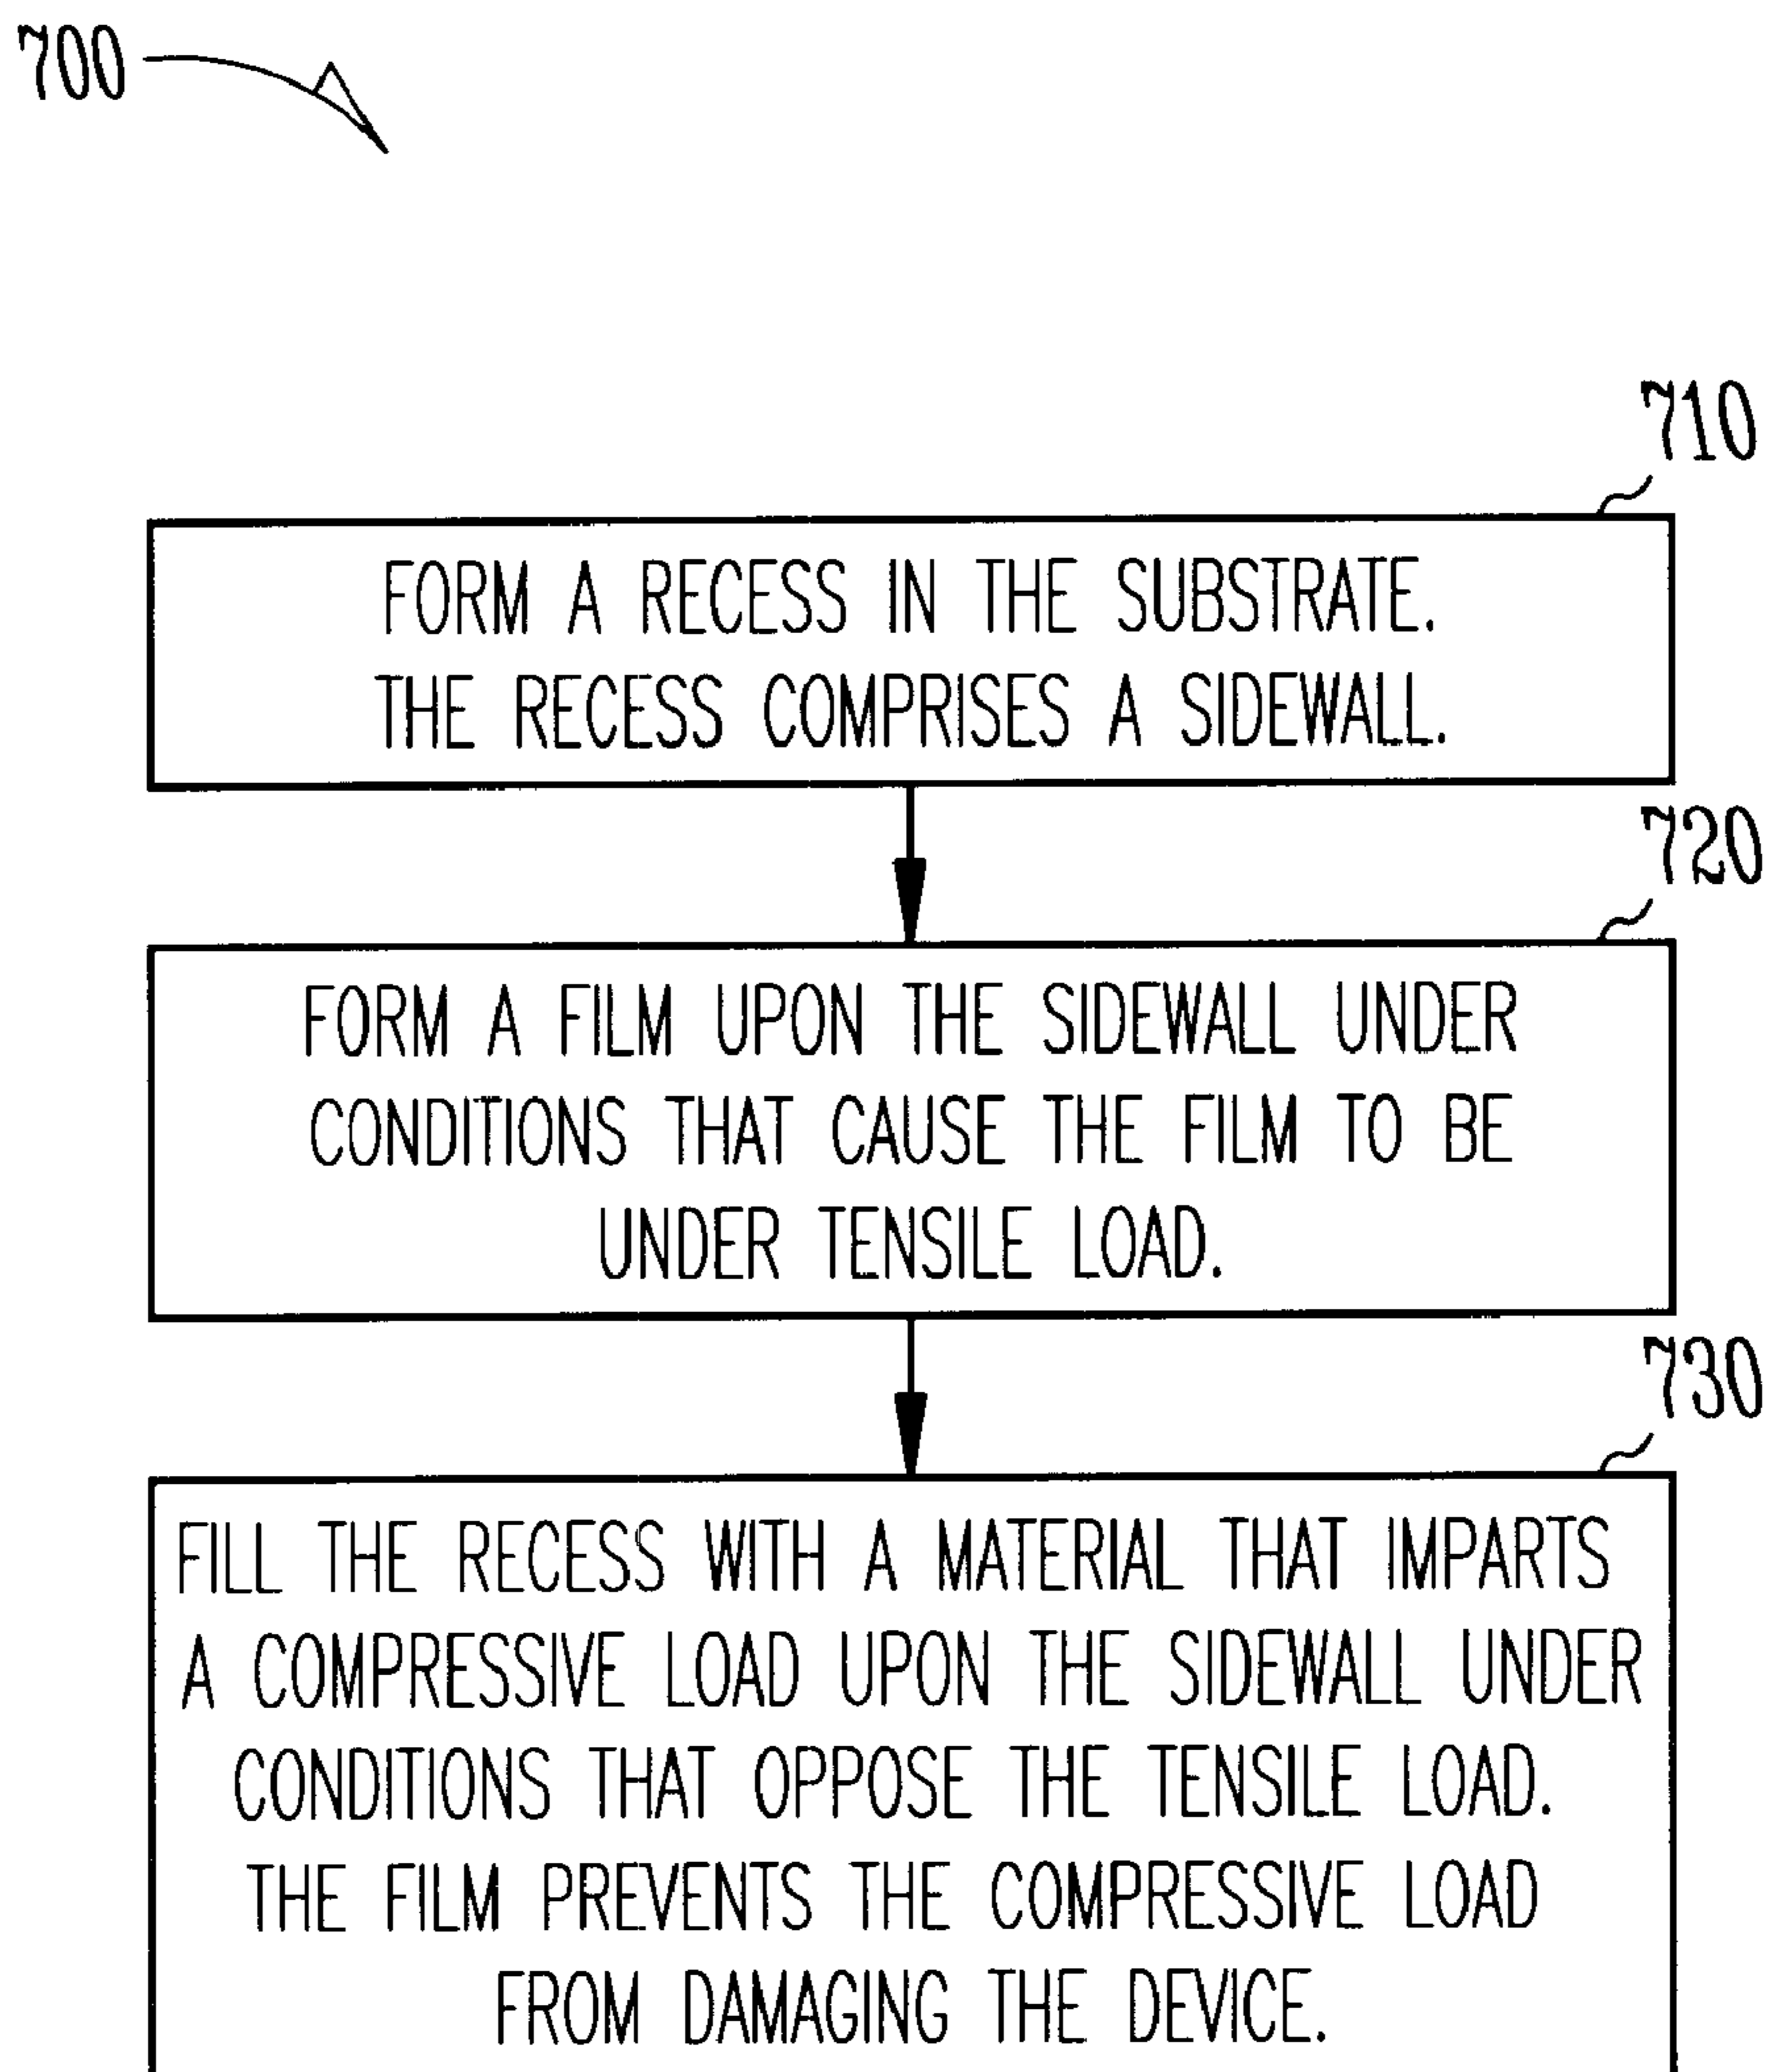 700
710
FORM A RECESS IN THE SUBSTRATE.
THE RECESS COMPRISES A SIDEWALL.
720
FORM A FILM UPON THE SIDEWALL UNDER
CONDITIONS THAT CAUSE THE FILM TO BE
UNDER TENSILE LOAD.
730
FILL THE RECESS WITH A MATERIAL THAT IMPARTS
A COMPRESSIVE LOAD UPON THE SIDEWALL UNDER
CONDITIONS THAT OPPOSE THE TENSILE LOAD.
THE FILM PREVENTS THE COMPRESSIVE LOAD
FROM DAMAGING THE DEVICE.